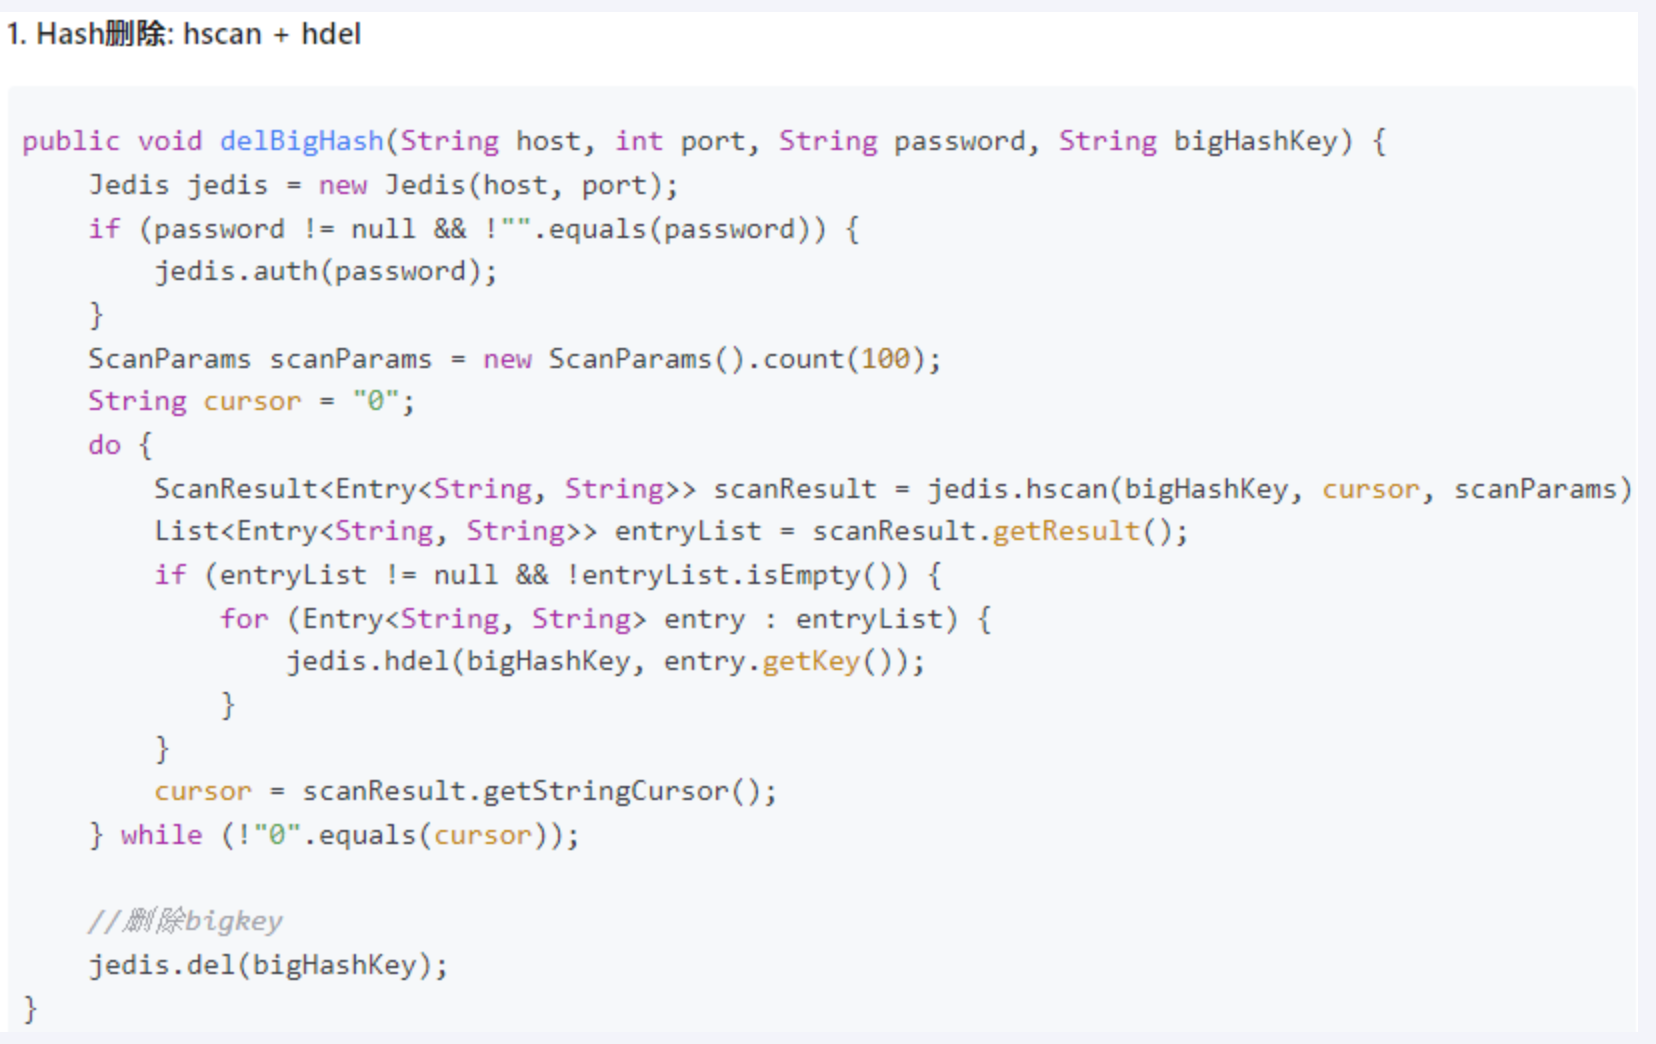 1. Hash删除: hscan + hdel
public void delBigHash(String host, int port, String password, String bigHashKey) {
    Jedis jedis = new Jedis(host, port);
    if (password != null && !"".equals(password)) {
        jedis.auth(password);
    }
    ScanParams scanParams = new ScanParams().count(100);
    String cursor = "0";
    do {
        ScanResult<Entry<String, String>> scanResult = jedis.hscan(bigHashKey, cursor, scanParams)
        List<Entry<String, String>> entryList = scanResult.getResult();
        if (entryList != null && !entryList.isEmpty()) {
            for (Entry<String, String> entry : entryList) {
                jedis.hdel(bigHashKey, entry.getKey());
            }
        }
        cursor = scanResult.getStringCursor();
    } while (!"0".equals(cursor));
    //删除bigkey
    jedis.del(bigHashKey);
}